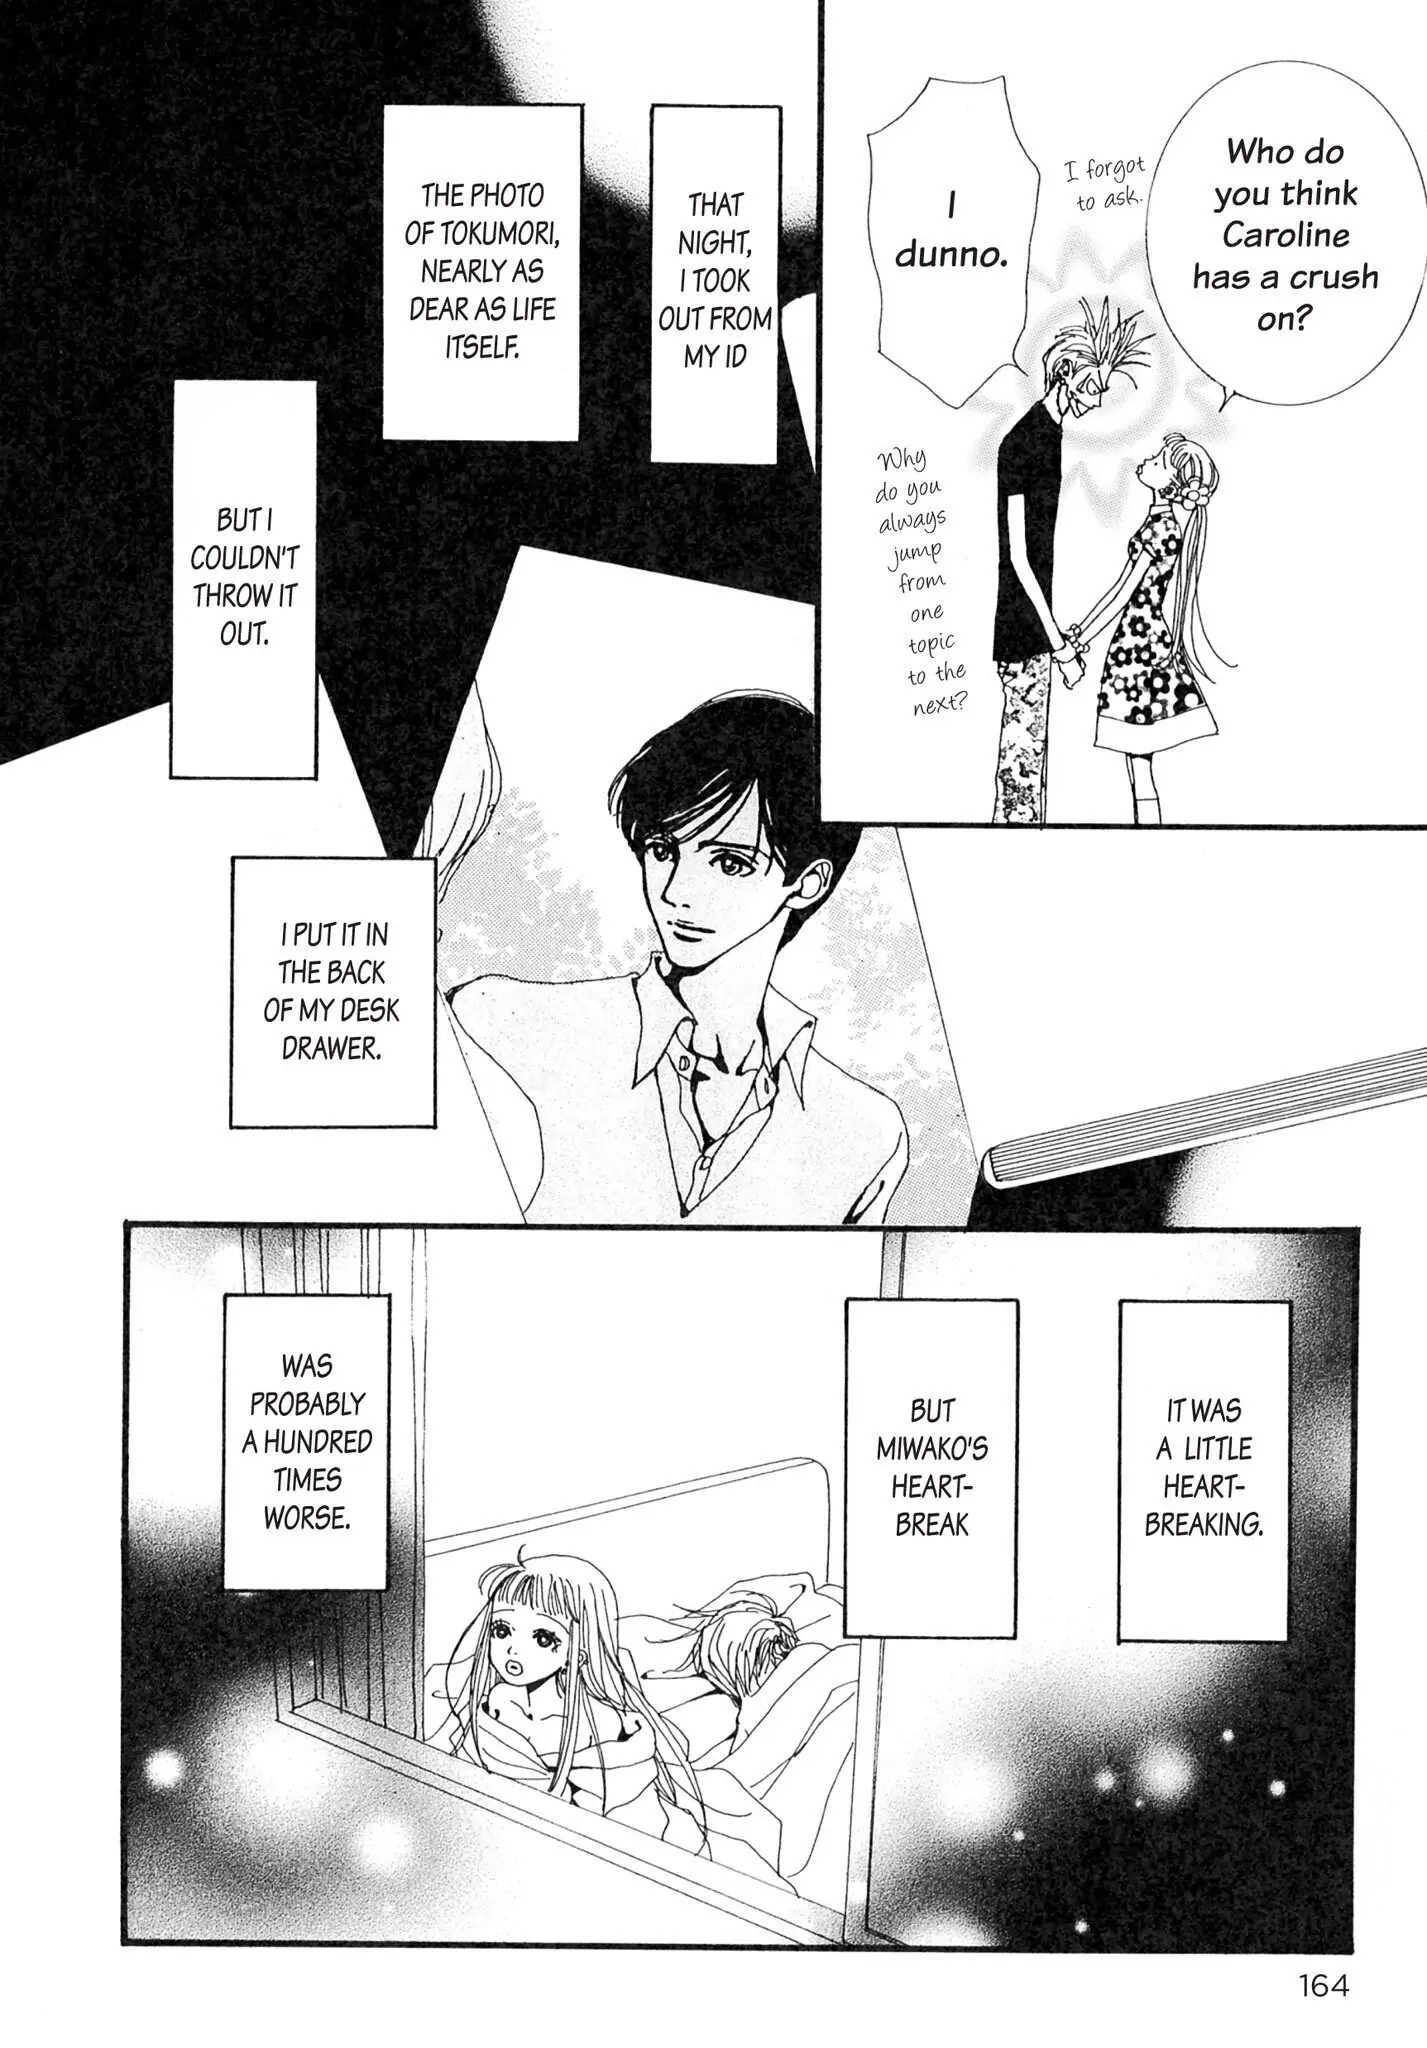 Who do
you think
Caroline
has a crush
on?
I forgot
to ask.
I
dunno.
Why
do you
always
jump
from
one
topic
to the
next?
THAT
NIGHT,
I TOOK
OUT FROM
MY ID
THE PHOTO
OF TOKUMORI,
NEARLY AS
DEAR AS LIFE
ITSELF.
BUT I
COULDN'T
THROW IT
OUT.
I PUT IT IN
THE BACK
OF MY DESK
DRAWER.
IT WAS
A LITTLE
HEART-
BREAKING.
BUT
MIWAKO'S
HEART-
BREAK
WAS
PROBABLY
A HUNDRED
TIMES
WORSE.
164